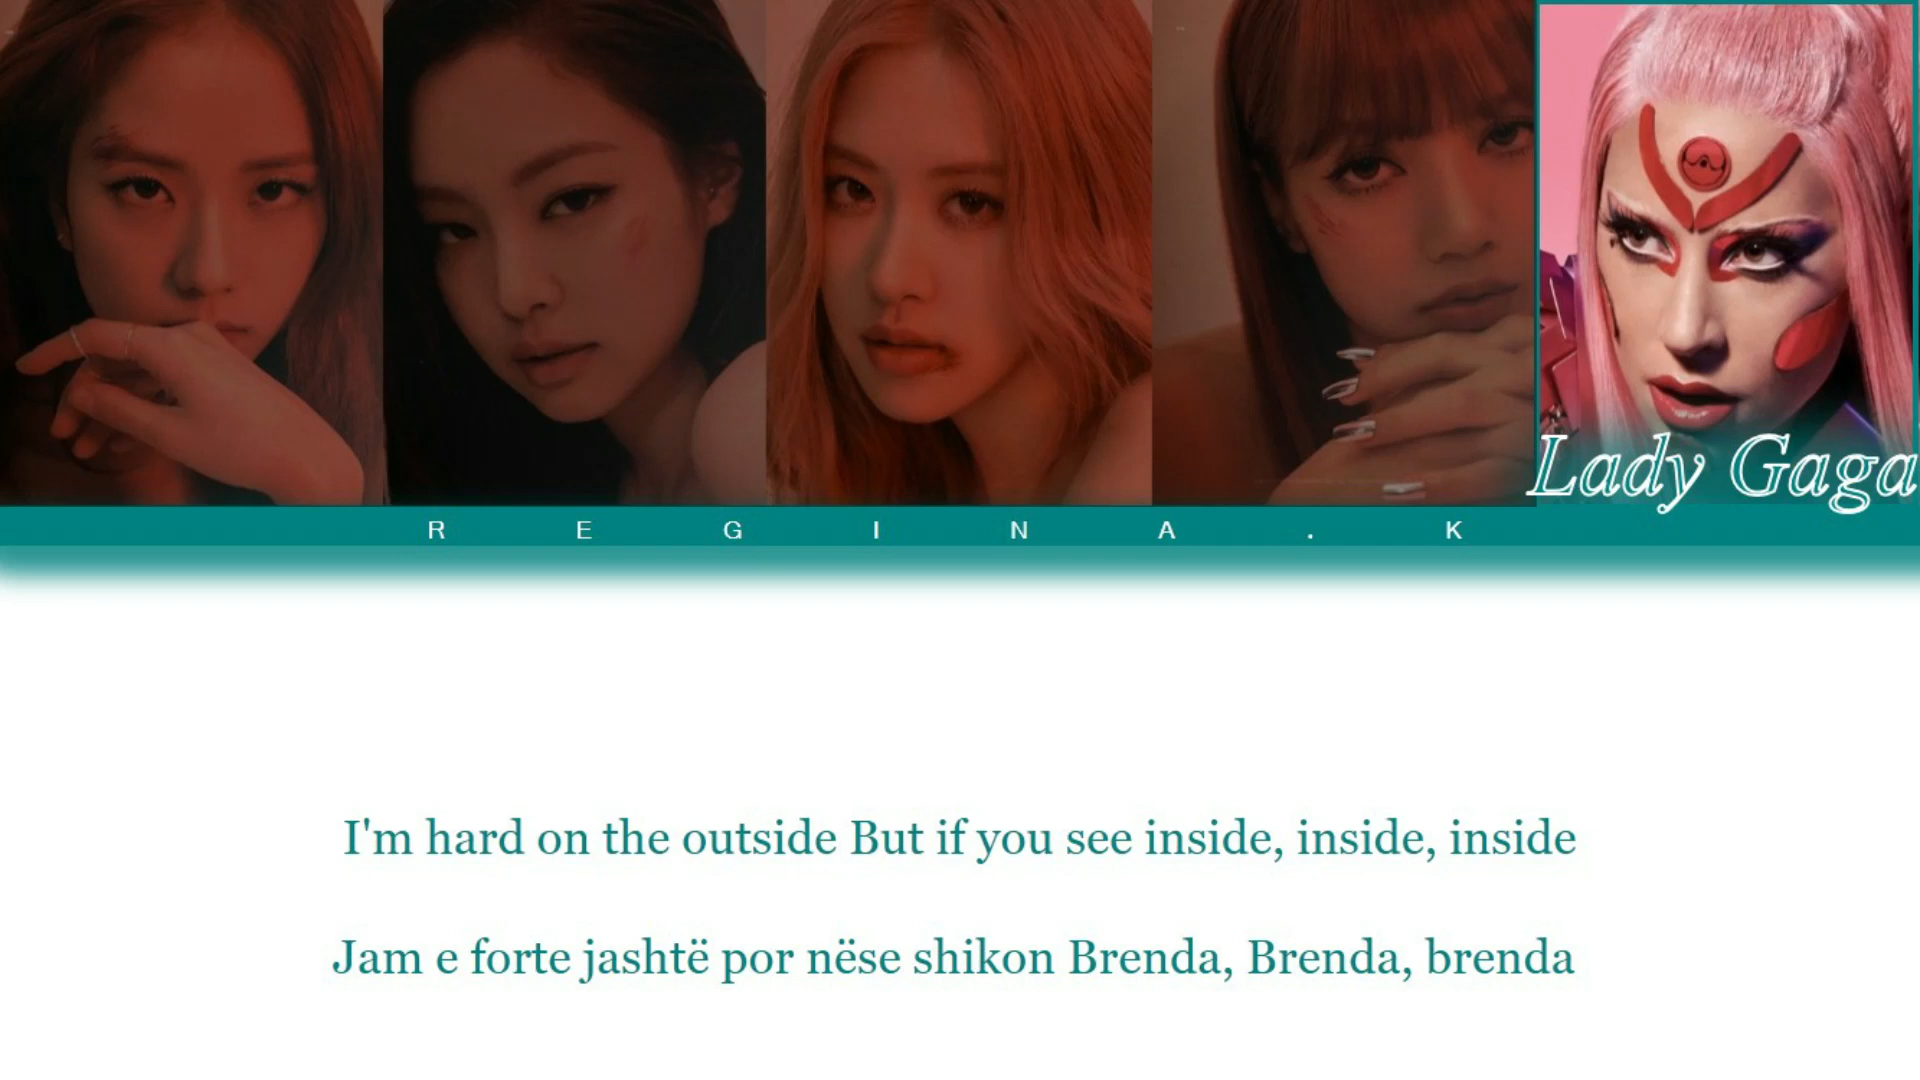 Lady Gaga
R E G I N A . K
I'm hard on the outside But if you see inside, inside, inside
Jam e forte jashtë por nëse shikon Brenda, Brenda, brenda